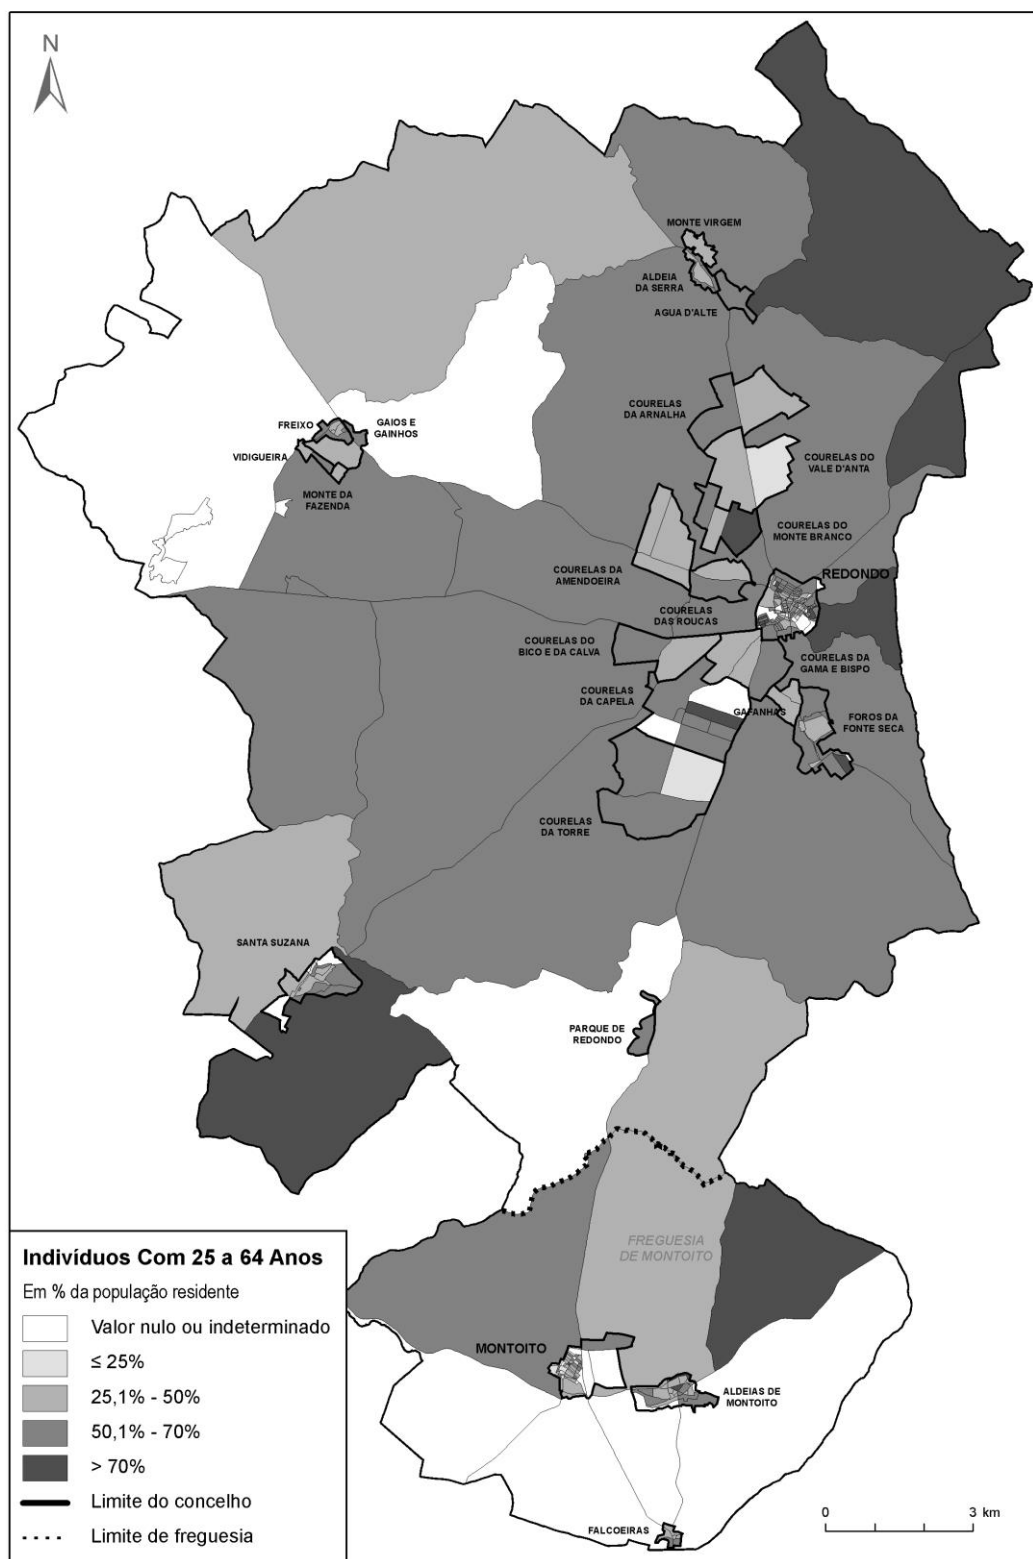 N
MONTE VIRGEM
ALDEIA
DA SERRA
AGUA D'ALTE
COURELAS
DA ARNALHA
FREIXO
GAIOS E
GAINHOS
VIDIGUEIRA
COURELAS DO
VALE D'ANTA
MONTE DA
FAZENDA
COURELAS DO
MONTE BRANCO
COURELAS DA
AMENDOEIRA
REDONDO
COURELAS
DAS ROUCAS
COURELAS DO
BICO E DA CALVA
COURELAS DA
GAMA E BISPO
COURELAS
DA CAPELA
GAFANHAS
FOROS DA
FONTE SECA
COURELAS
DA TORRE
SANTA SUZANA
PARQUE DE
REDONDO
FREGUESIA
DE MONTOITO
MONTOITO
ALDEIAS DE
MONTOITO
FALCOEIRAS
0 3 km
Indivíduos Com 25 a 64 Anos
Em % da população residente
Valor nulo ou indeterminado
≤ 25%
25,1% - 50%
50,1% - 70%
> 70%
Limite do concelho
Limite de freguesia